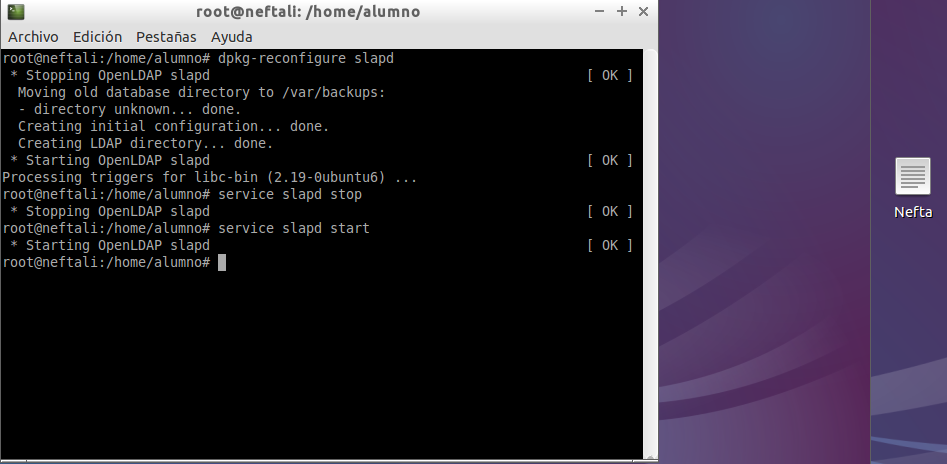 root@neftali: /home/alumno
Archivo Edición Pestañas Ayuda
root@neftali:/home/alumno# dpkg-reconfigure slapd
 * Stopping OpenLDAP slapd [ OK ]
  Moving old database directory to /var/backups:
  - directory unknown... done.
  Creating initial configuration... done.
  Creating LDAP directory... done.
 * Starting OpenLDAP slapd [ OK ]
Processing triggers for libc-bin (2.19-0ubuntu6) ...
root@neftali:/home/alumno# service slapd stop
 * Stopping OpenLDAP slapd [ OK ]
root@neftali:/home/alumno# service slapd start
 * Starting OpenLDAP slapd [ OK ]
root@neftali:/home/alumno#
Nefta